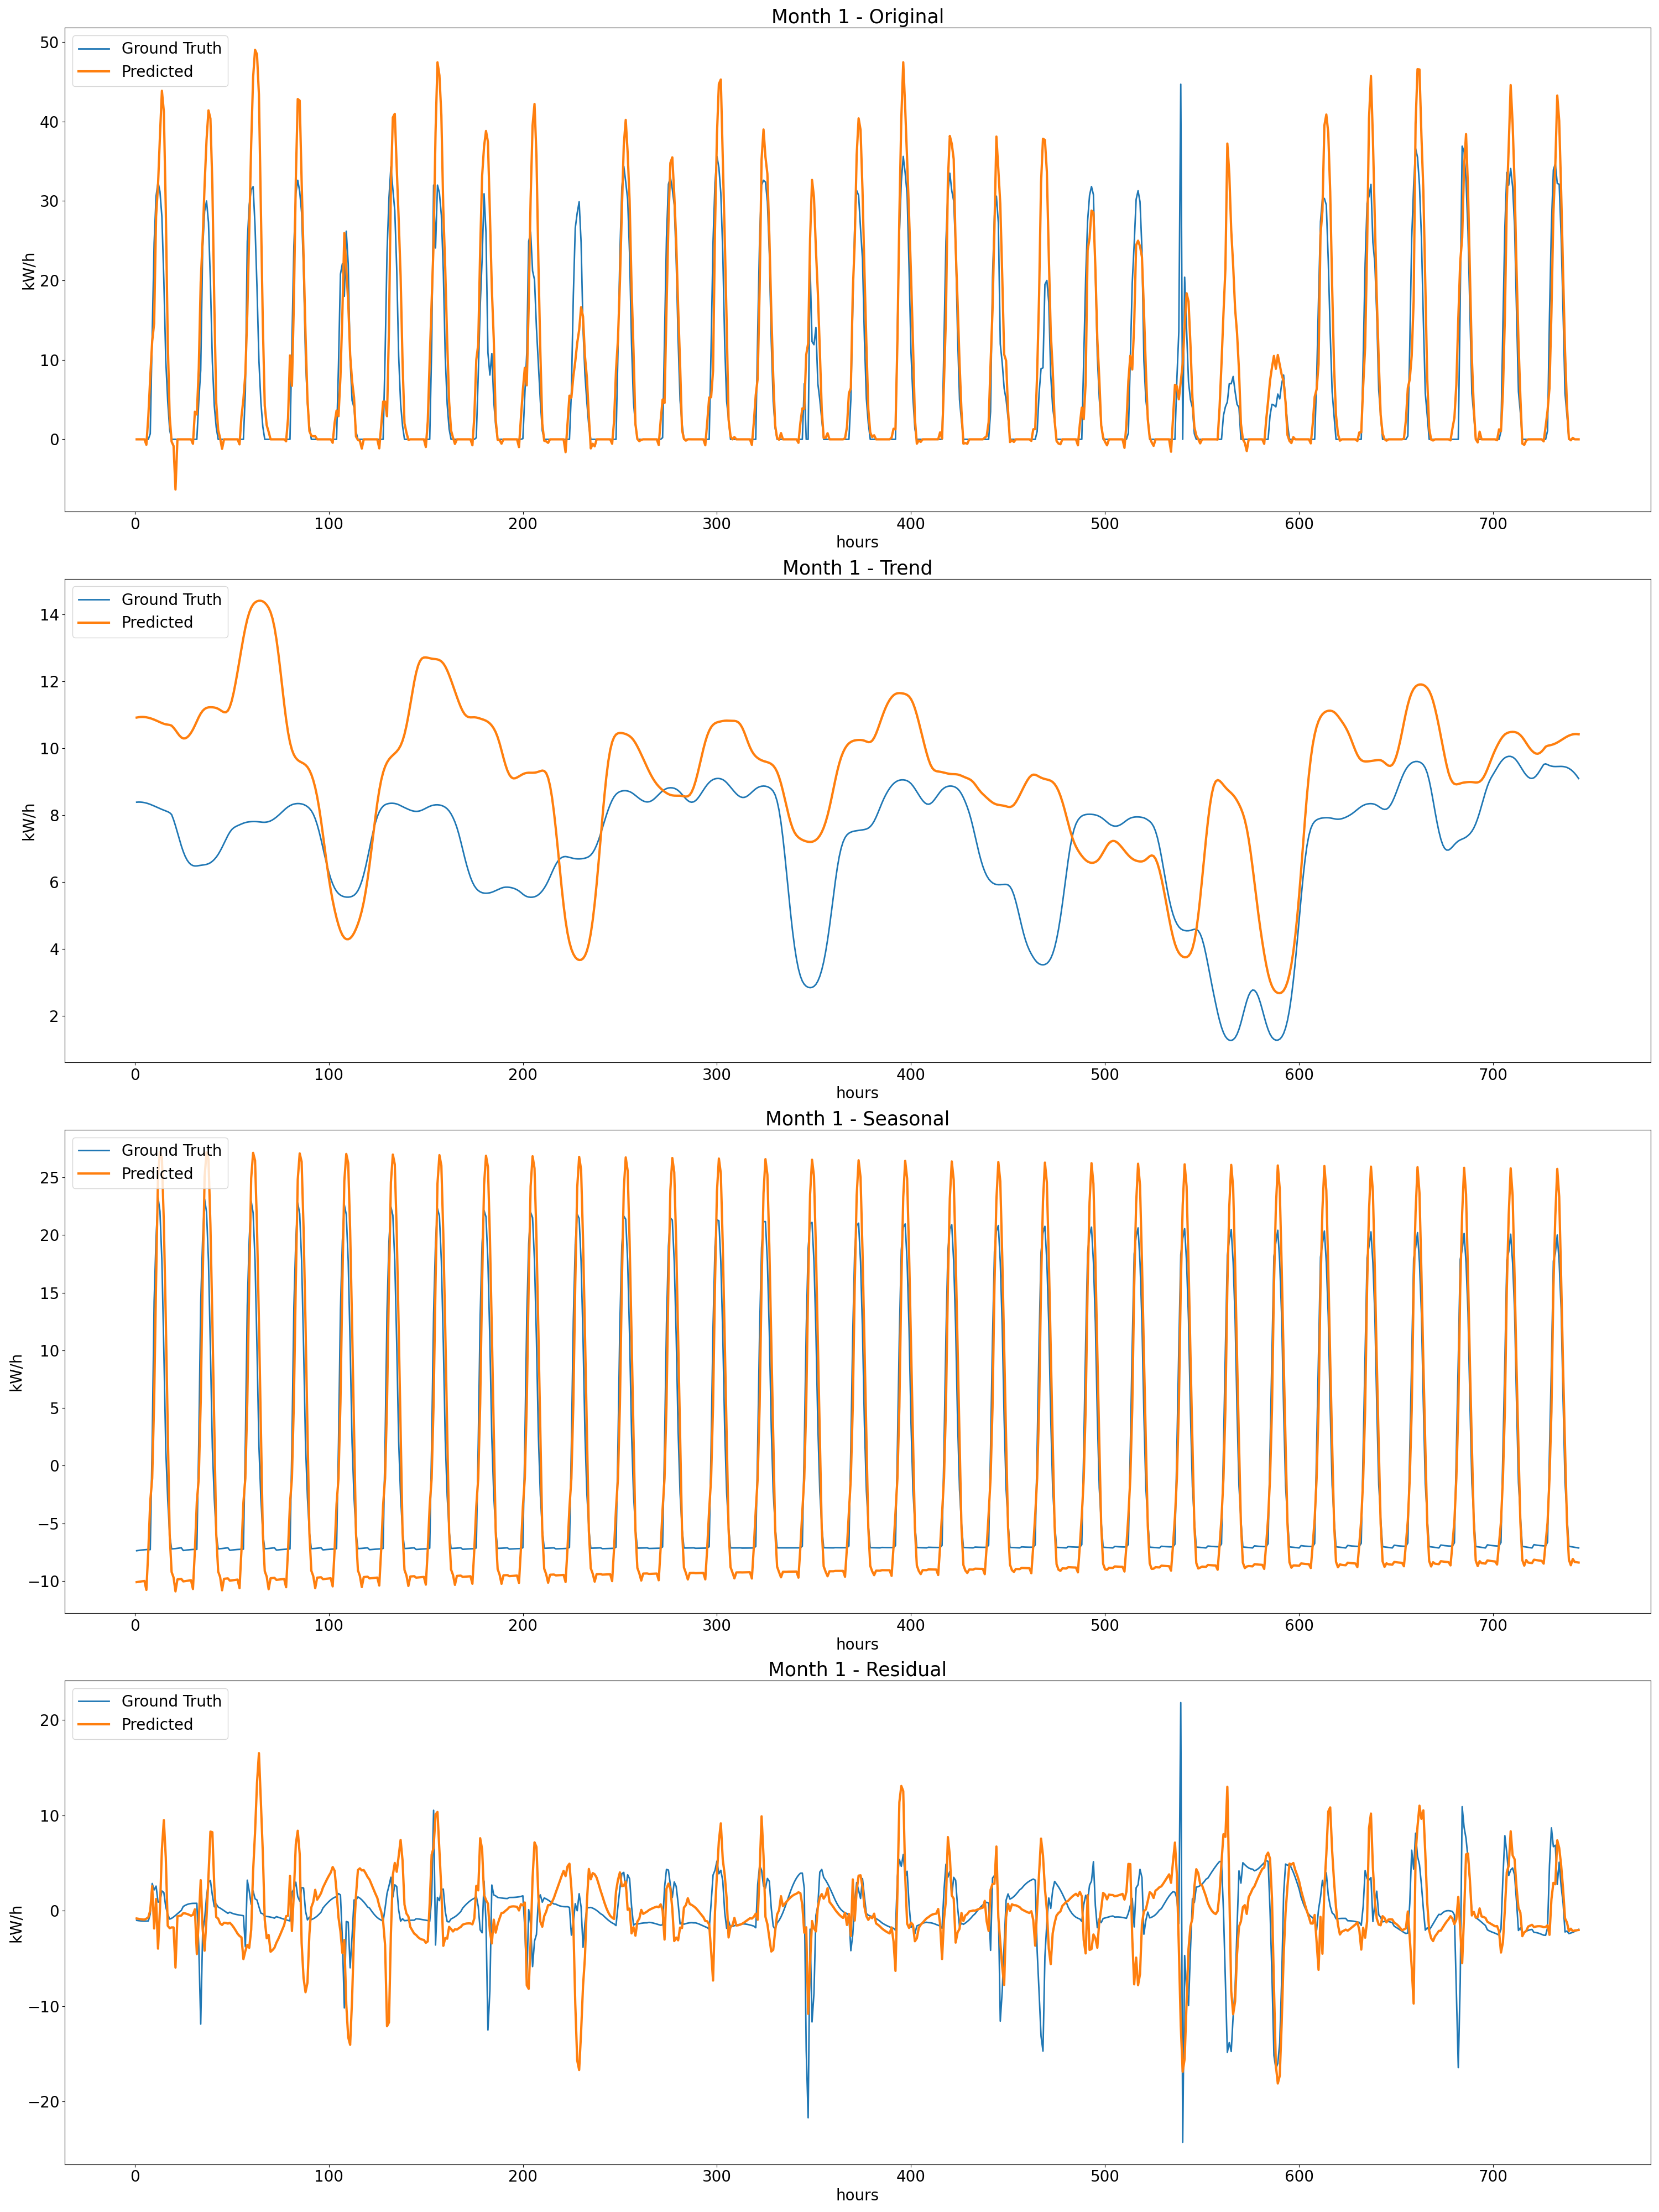 Month 1 - Original
Ground Truth
Predicted
50
40
30
20
10
0
kW/h
0 100 200 300 400 500 600 700
hours
Month 1 - Trend
Ground Truth
Predicted
14
12
10
8
6
4
2
kW/h
0 100 200 300 400 500 600 700
hours
Month 1 - Seasonal
Ground Truth
Predicted
25
20
15
10
5
0
−5
−10
kW/h
0 100 200 300 400 500 600 700
hours
Month 1 - Residual
Ground Truth
Predicted
20
10
0
−10
−20
kW/h
0 100 200 300 400 500 600 700
hours